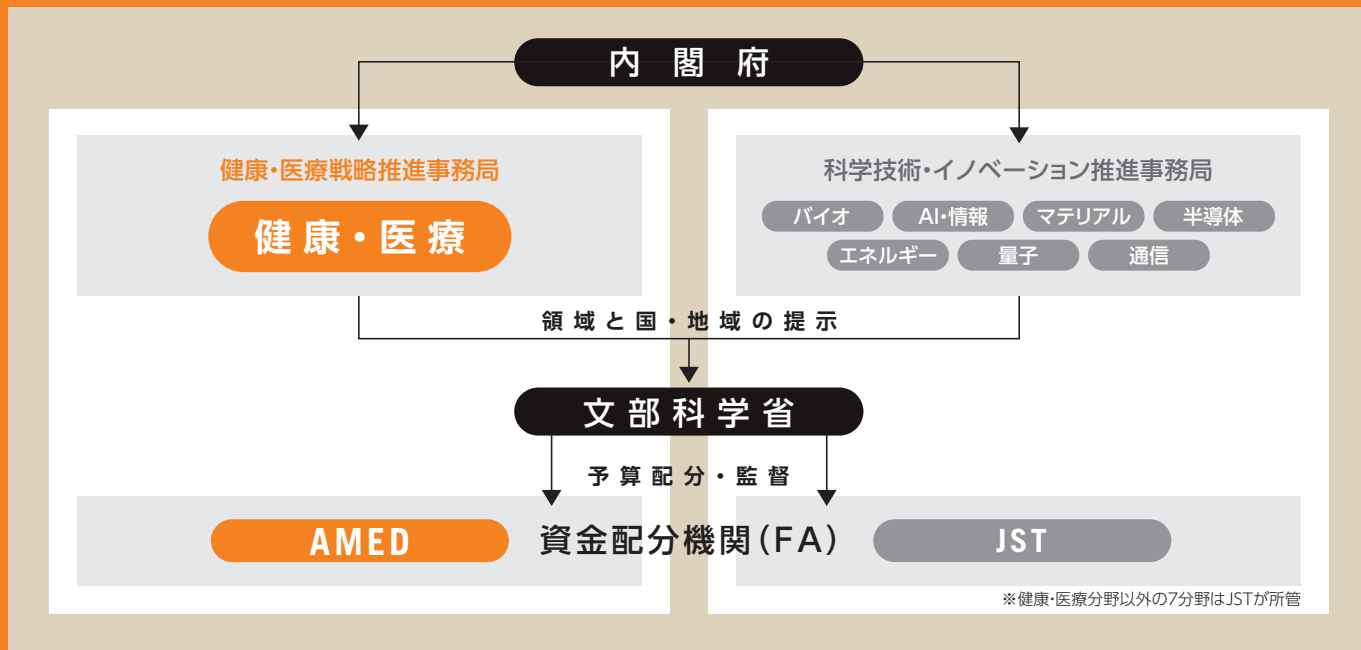 内閣府
健康・医療戦略推進事務局
健康・医療
科学技術・イノベーション推進事務局
バイオ
AI・情報
マテリアル
半導体
エネルギー
量子
通信
領域と国・地域の提示
文部科学省
予算配分・監督
AMED
資金配分機関(FA)
JST
※健康・医療分野以外の7分野はJSTが所管